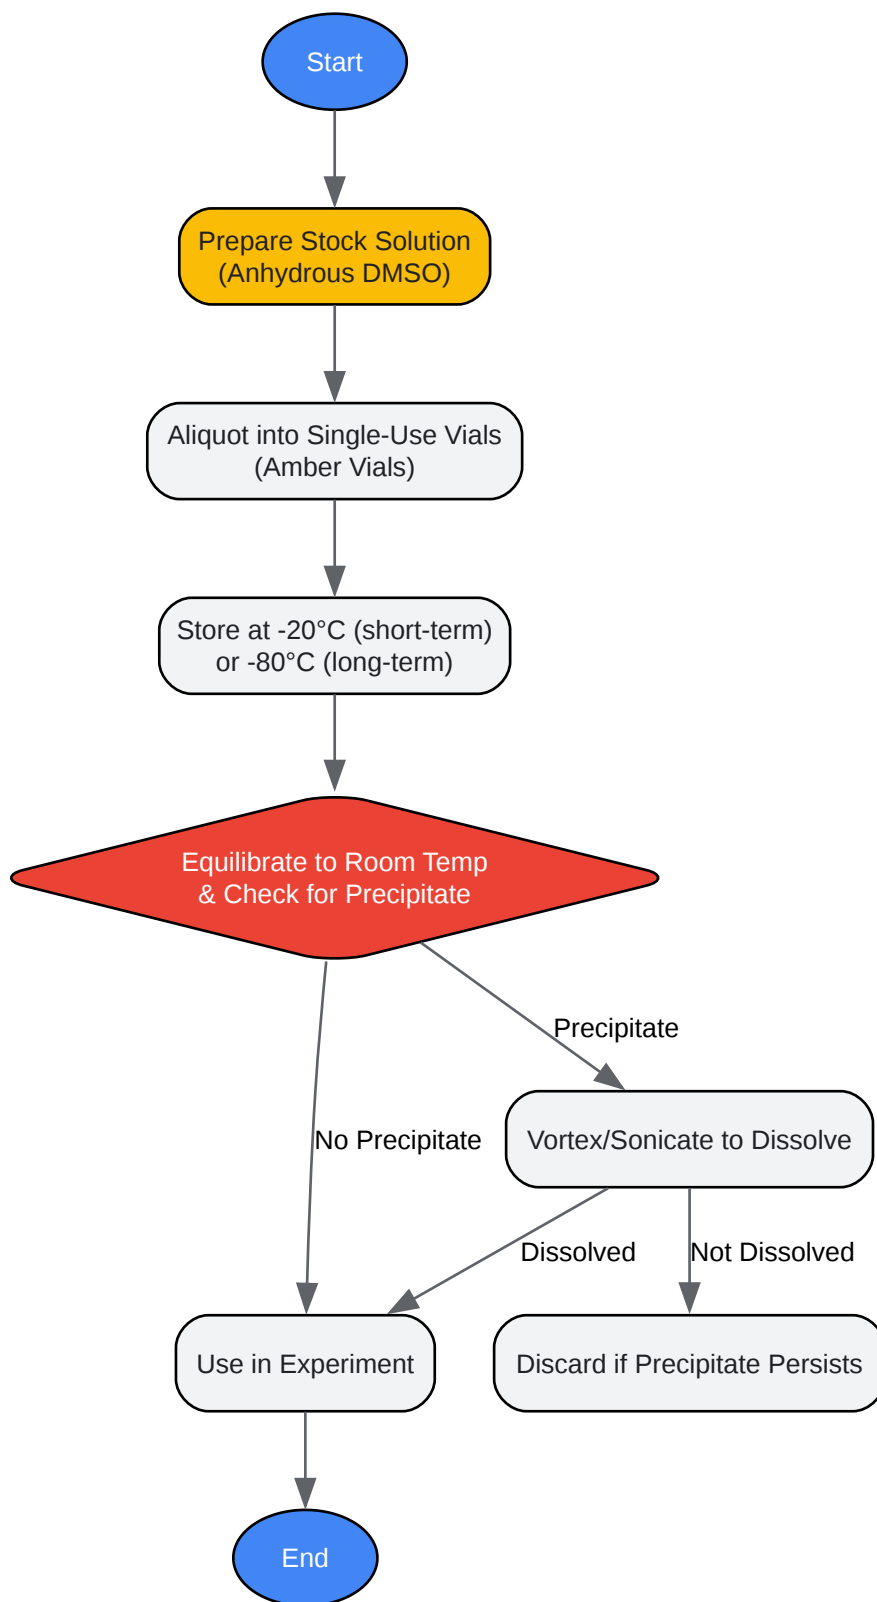 Start
Prepare Stock Solution
(Anhydrous DMSO)
Aliquot into Single-Use Vials
(Amber Vials)
Store at -20°C (short-term)
or -80°C (long-term)
Equilibrate to Room Temp
& Check for Precipitate
Precipitate
No Precipitate
Vortex/Sonicate to Dissolve
Dissolved
Not Dissolved
Use in Experiment
Discard if Precipitate Persists
End